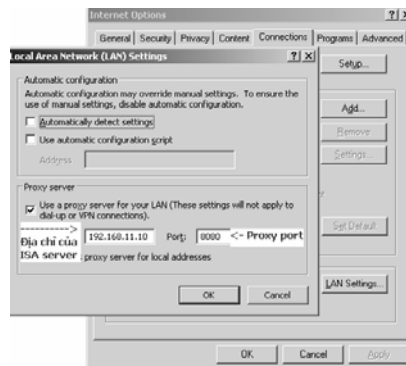 Internet Options
General Security Privacy Content Connections Programs Advanced
Local Area Network (LAN) Settings
Setup...
Automatic configuration
Automatic configuration may override manual settings. To ensure the
use of manual settings, disable automatic configuration.
Add...
Automatically detect settings
Remove
Use automatic configuration script
Settings...
Address
Proxy server
Use a proxy server for your LAN (These settings will not apply to
dial-up or VPN connections).
Set Default
---------->
Địa chỉ của 192.168.11.10 Port: 8080 <- Proxy port
ISA server proxy server for local addresses
LAN Settings...
OK Cancel
OK Cancel Apply